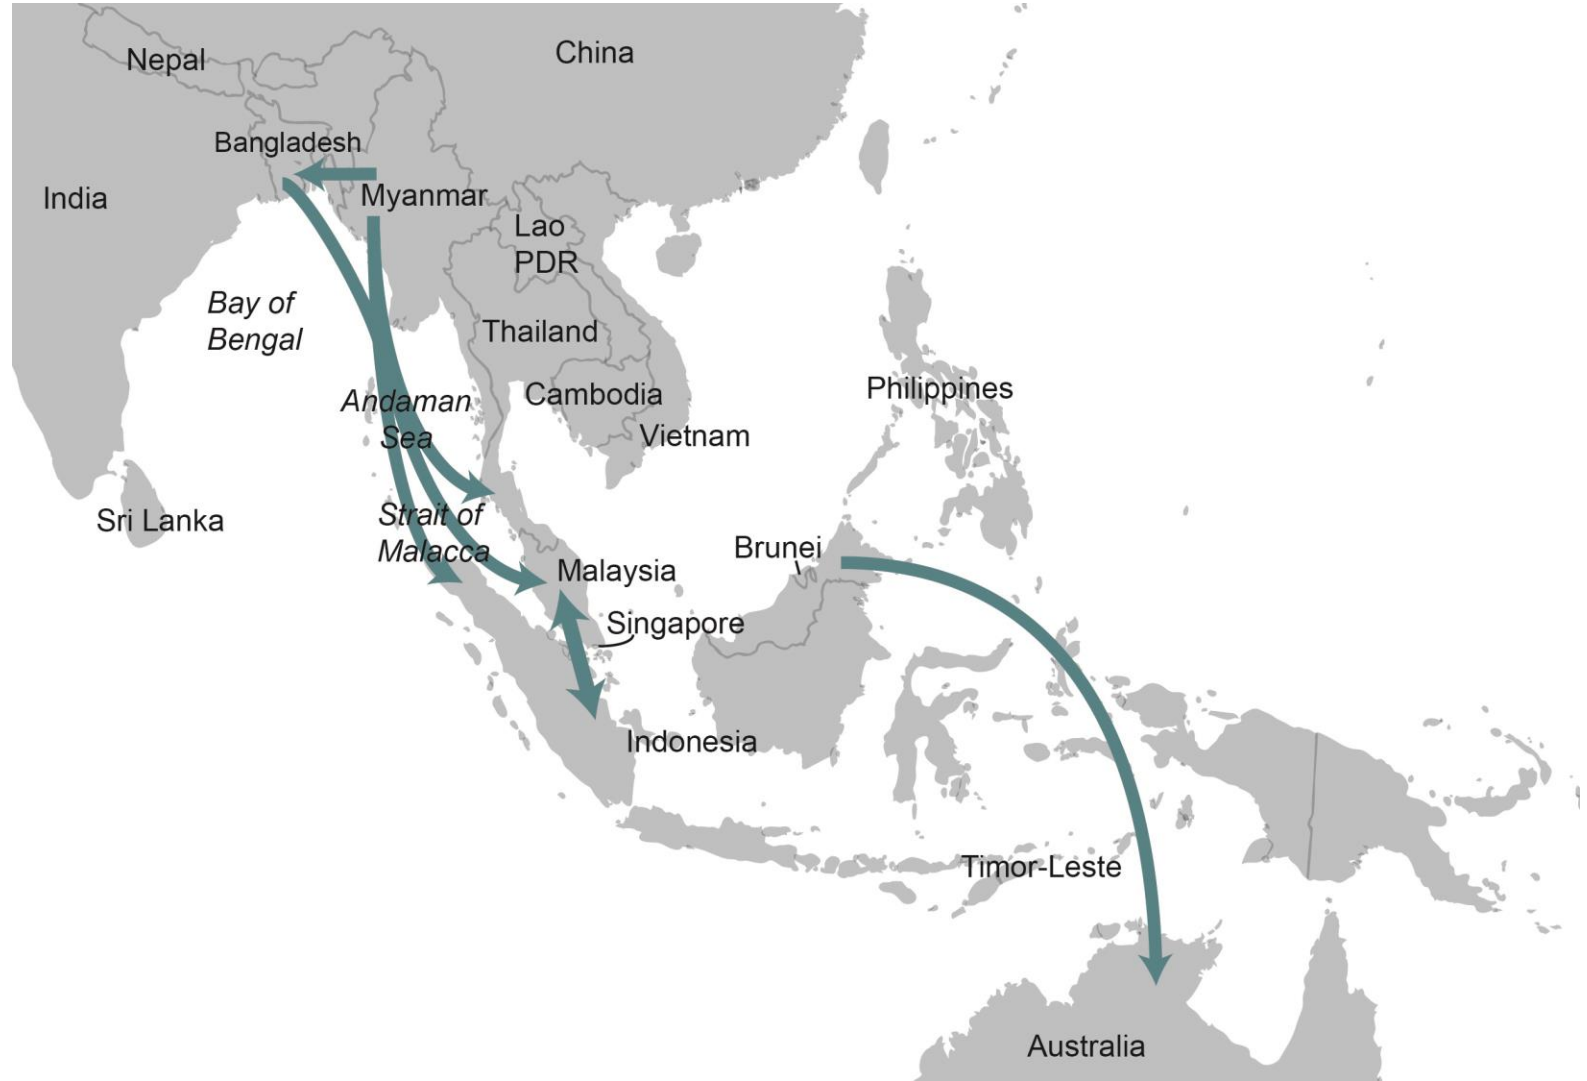 China
Nepal
Bangladesh
India
Myanmar
Lao
PDR
Bay of
Bengal
Thailand
Andaman
Sea
Cambodia
Philippines
Vietnam
Sri Lanka
Strait of
Malacca
Brunei
Malaysia
Singapore
Indonesia
Timor-Leste
Australia